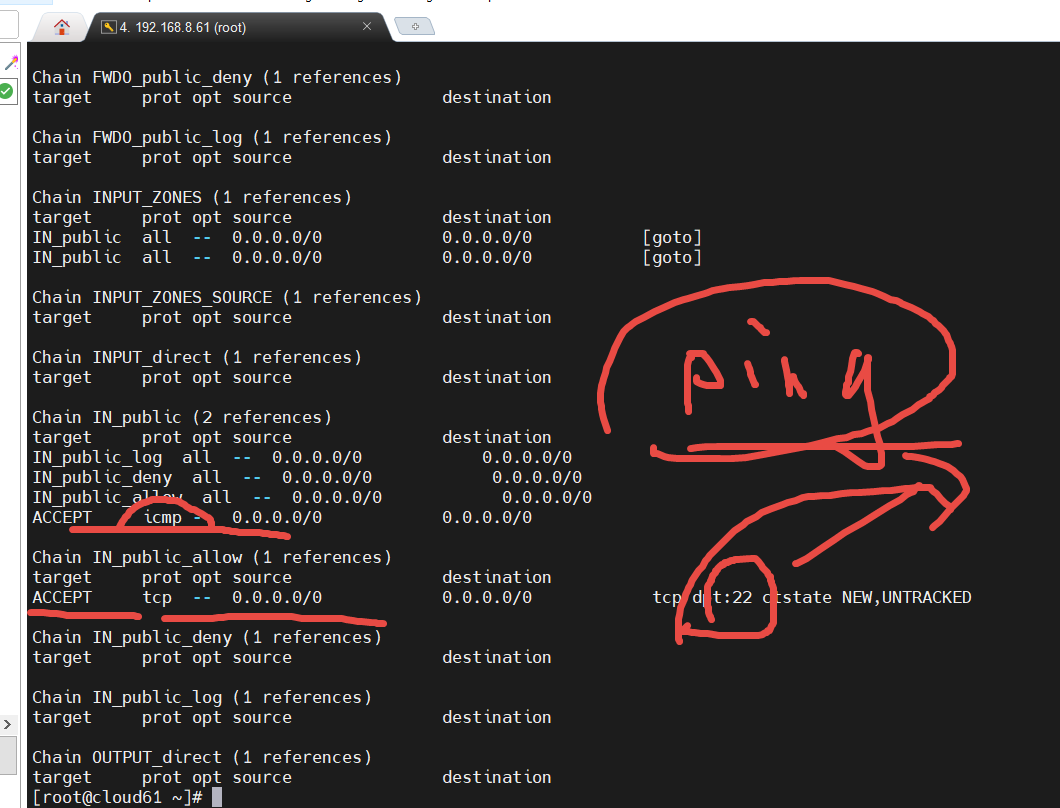 4. 192.168.8.61 (root)
Chain FWDO_public_deny (1 references)
target     prot opt source               destination
Chain FWDO_public_log (1 references)
target     prot opt source               destination
Chain INPUT_ZONES (1 references)
target     prot opt source               destination
IN_public  all  --  0.0.0.0/0            0.0.0.0/0           [goto]
IN_public  all  --  0.0.0.0/0            0.0.0.0/0           [goto]
Chain INPUT_ZONES_SOURCE (1 references)
target     prot opt source               destination
Chain INPUT_direct (1 references)
target     prot opt source               destination
ping
Chain IN_public (2 references)
target     prot opt source               destination
IN_public_log  all  --  0.0.0.0/0            0.0.0.0/0
IN_public_deny  all  --  0.0.0.0/0            0.0.0.0/0
IN_public_allow  all  --  0.0.0.0/0            0.0.0.0/0
ACCEPT     icmp -   0.0.0.0/0            0.0.0.0/0
Chain IN_public_allow (1 references)
target     prot opt source               destination
ACCEPT     tcp  --  0.0.0.0/0            0.0.0.0/0            tcp dpt:22 ctstate NEW,UNTRACKED
Chain IN_public_deny (1 references)
target     prot opt source               destination
Chain IN_public_log (1 references)
target     prot opt source               destination
Chain OUTPUT_direct (1 references)
target     prot opt source               destination
[root@cloud61 ~]#